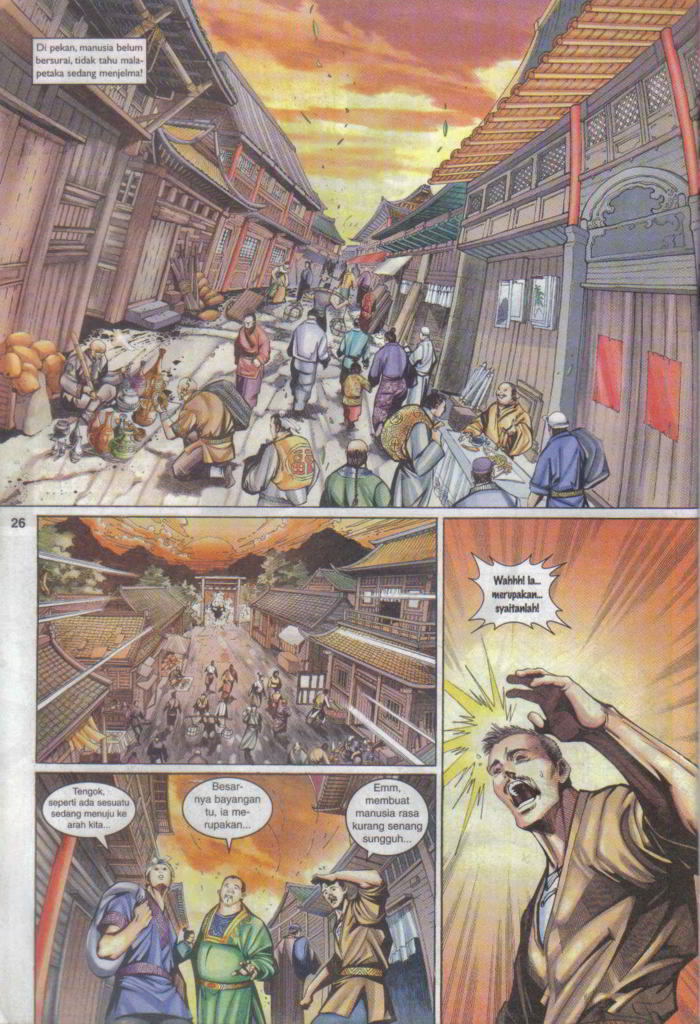 Di pekan, manusia belum
bersurai, tidak tahu mala-
petaka sedang menjelma!
26
Tengok,
seperti ada sesuatu
sedang menuju ke
arah kita...
Besar-
nya bayangan
tu, ia me-
rupakan...
Emm,
membuat
manusia rasa
kurang senang
sungguh...
Wahhh! Ia...
merupakan...
syaitanlah!